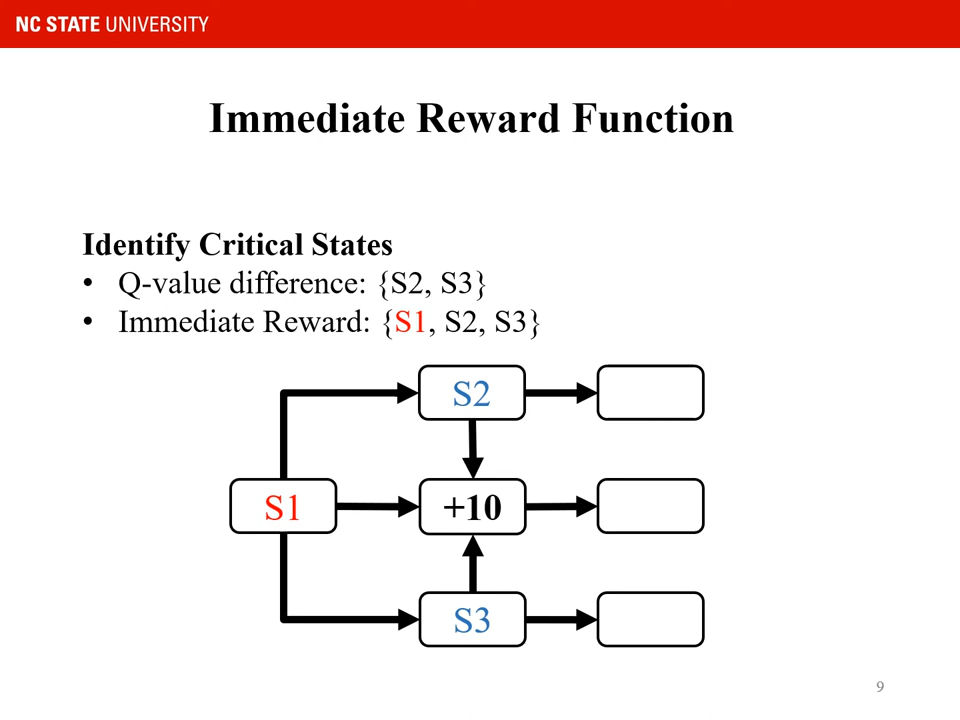 NC STATE UNIVERSITY
Immediate Reward Function
Identify Critical States
• Q-value difference: {S2, S3}
• Immediate Reward: {S1, S2, S3}
S2
S1
+10
S3
9